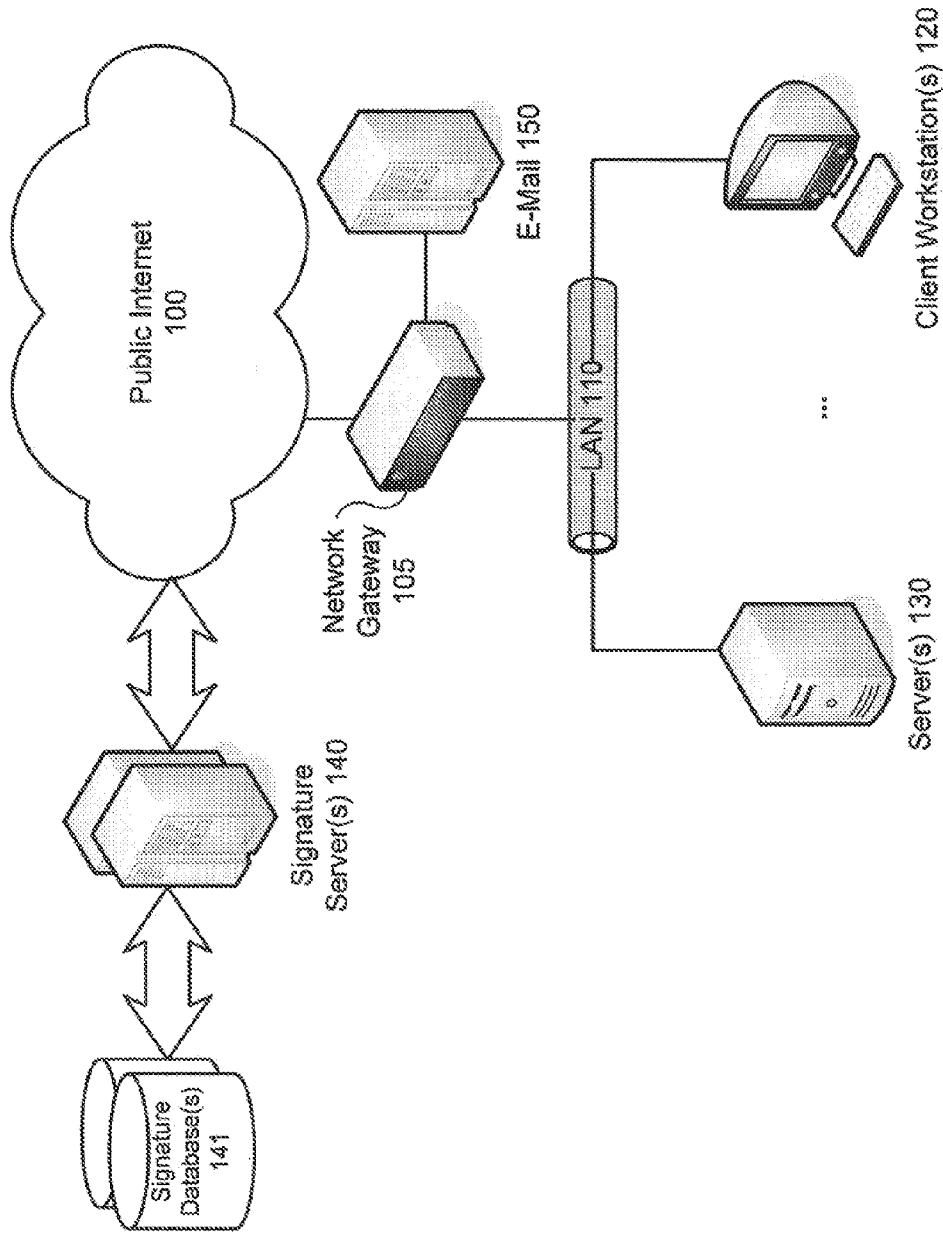 Public Internet
100
Signature
Database(s)
141
Signature
Server(s) 140
Network
Gateway
105
E-Mail 150
LAN 110
Server(s) 130
...
Client Workstation(s) 120